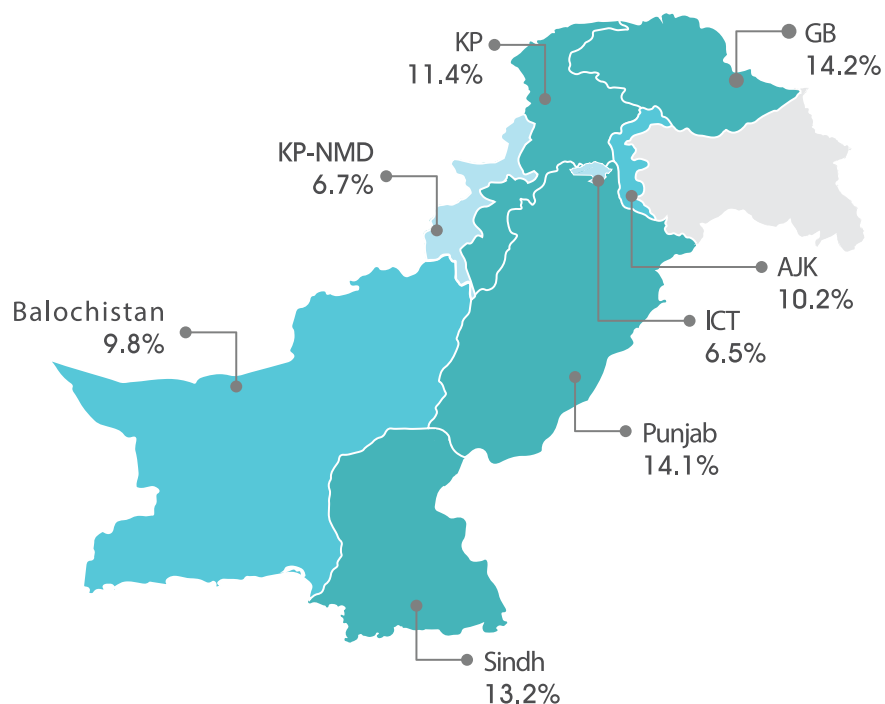 KP
11.4%
GB
14.2%
KP-NMD
6.7%
AJK
10.2%
Balochistan
9.8%
ICT
6.5%
Punjab
14.1%
Sindh
13.2%